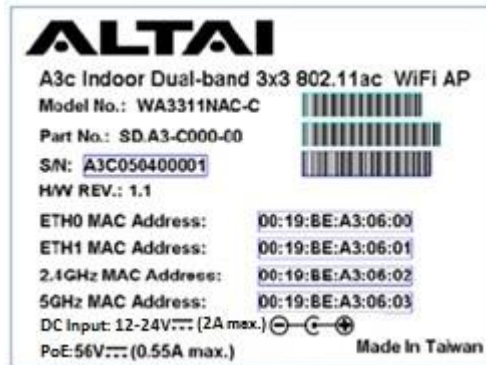 ALTAI
A3c Indoor Dual-band 3x3 802.11ac WiFi AP
Model No.: WA3311NAC-C
Part No.: SD.A3-C000-00
S/N: A3C050400001
H/W REV.: 1.1
ETH0 MAC Address: 00:19:BE:A3:06:00
ETH1 MAC Address: 00:19:BE:A3:06:01
2.4GHz MAC Address: 00:19:BE:A3:06:02
5GHz MAC Address: 00:19:BE:A3:06:03
DC Input: 12-24V (2A max.)
PoE:56V (0.55A max.) Made In Taiwan